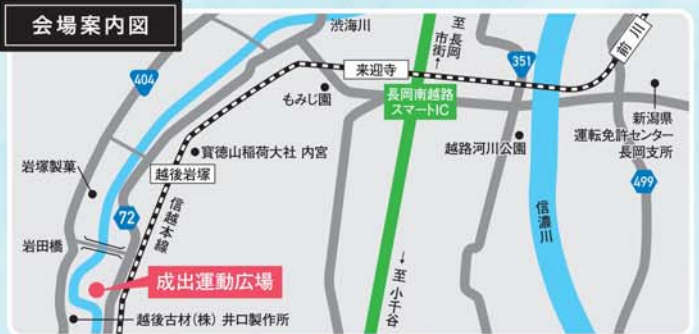 会場案内図
渋海川
至 長岡市街
404
351
前川
来迎寺
もみじ園
長岡南越路
スマートIC
新潟県
運転免許センター
長岡支所
越路河川公園
寶徳山稲荷大社 内宮
岩塚製菓
越後岩塚
499
72
信越本線
信濃川
岩田橋
成出運動広場
至 小千谷
越後古材(株) 井口製作所